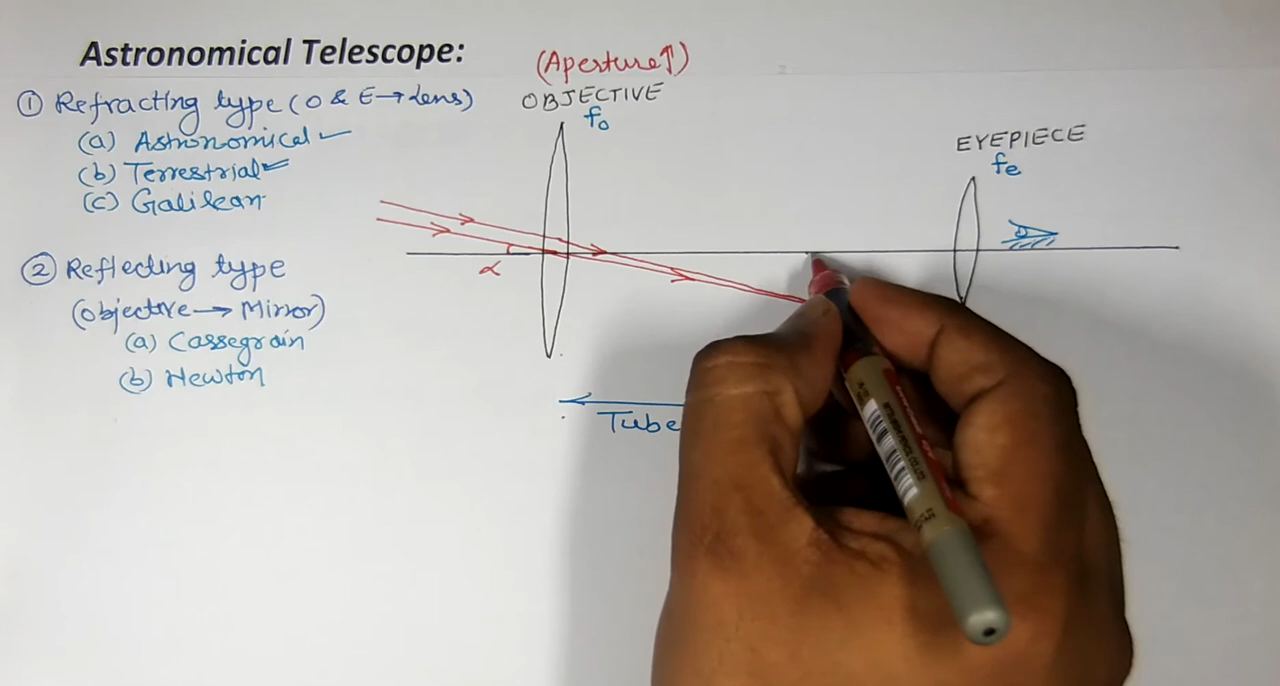 Astronomical Telescope:
① Refracting type (O & E → Lens)
(a) Astronomical ✓
(b) Terrestrial ✓
(c) Galilean
② Reflecting type
(Objective → Mirror)
(a) Cassegrain
(b) Newton
(Aperture↑)
OBJECTIVE
fo
EYEPIECE
fe
α
Tube